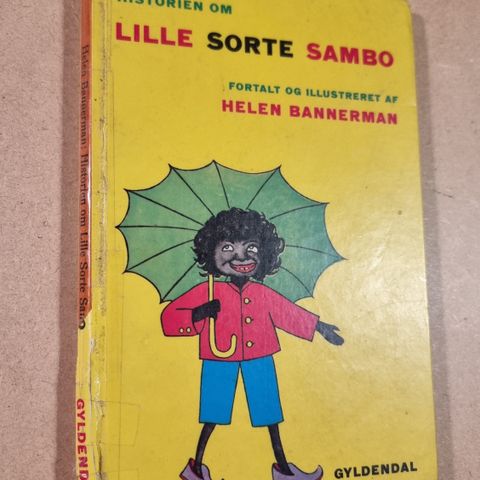 HISTORIEN OM
LILLE SORTE SAMBO
FORTALT OG ILLUSTRERET AF
HELEN BANNERMAN
GYLDENDAL
Helen Bannerman: Historien om Lille Sorte Sambo
GYLDENDAL